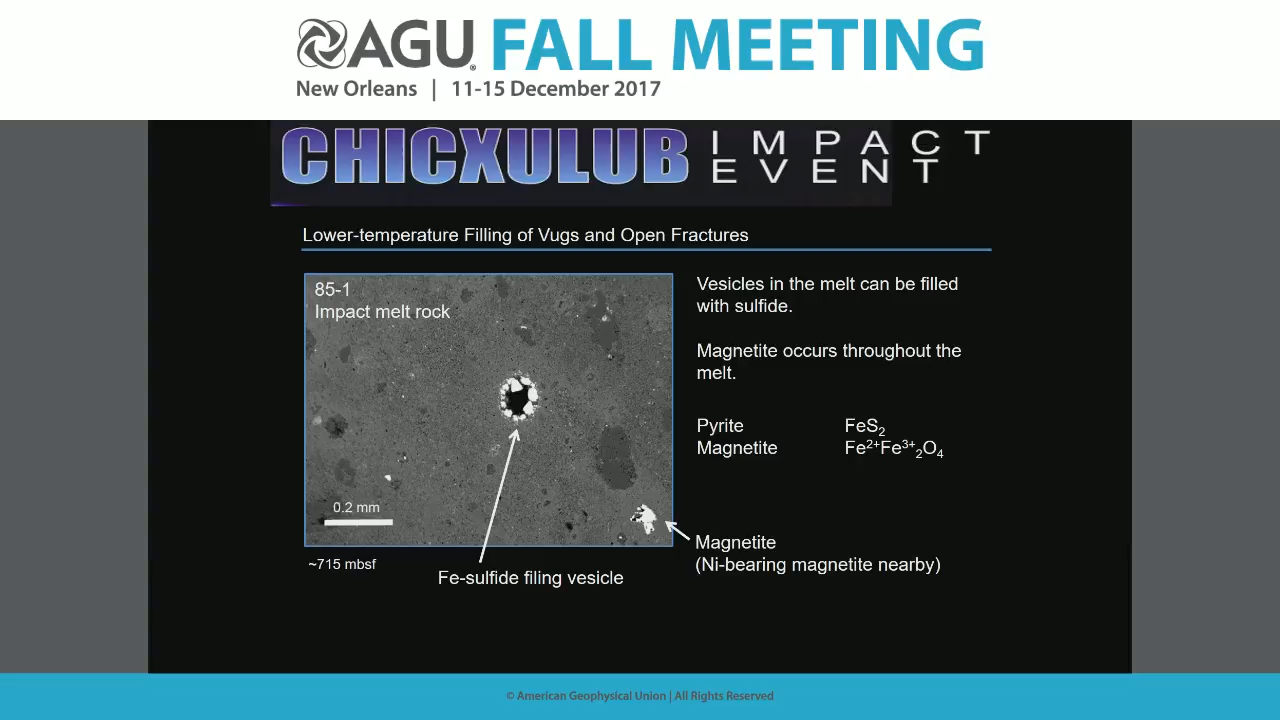 AGU FALL MEETING
New Orleans | 11-15 December 2017
CHICXULUB IMPACT EVENT
Lower-temperature Filling of Vugs and Open Fractures
85-1
Impact melt rock
0.2 mm
~715 mbsf
Fe-sulfide filing vesicle
Vesicles in the melt can be filled
with sulfide.
Magnetite occurs throughout the
melt.
Pyrite FeS₂
Magnetite Fe²⁺Fe³⁺₂O₄
Magnetite
(Ni-bearing magnetite nearby)
© American Geophysical Union | All Rights Reserved